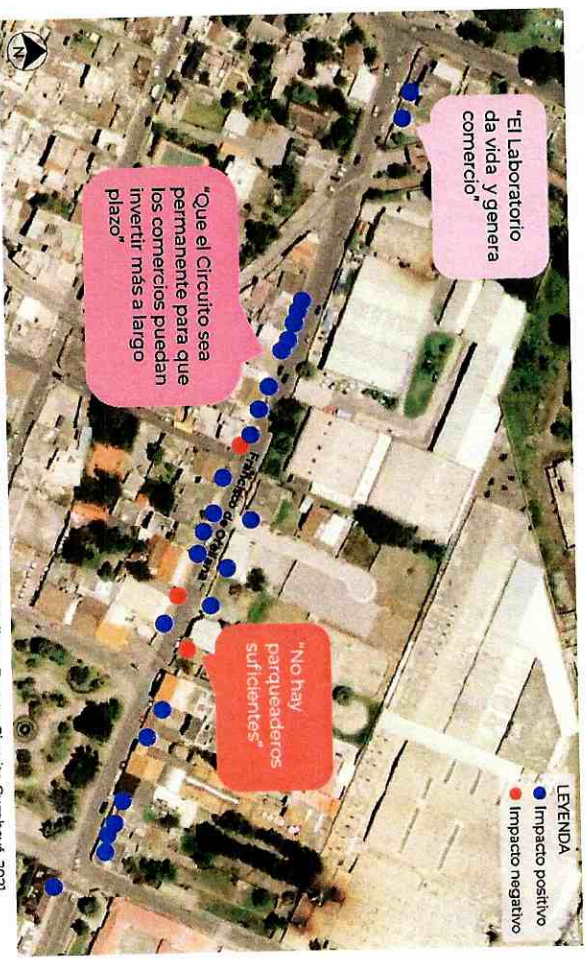 "El Laboratorio
da vida y genera
comercio"
"Que el Circuito sea
permanente para que
los comercios puedan
invertir más a largo
plazo"
Francisco de Orellana
"No hay
parqueaderos
suficientes"
LEYENDA
Impacto positivo
Impacto negativo
N